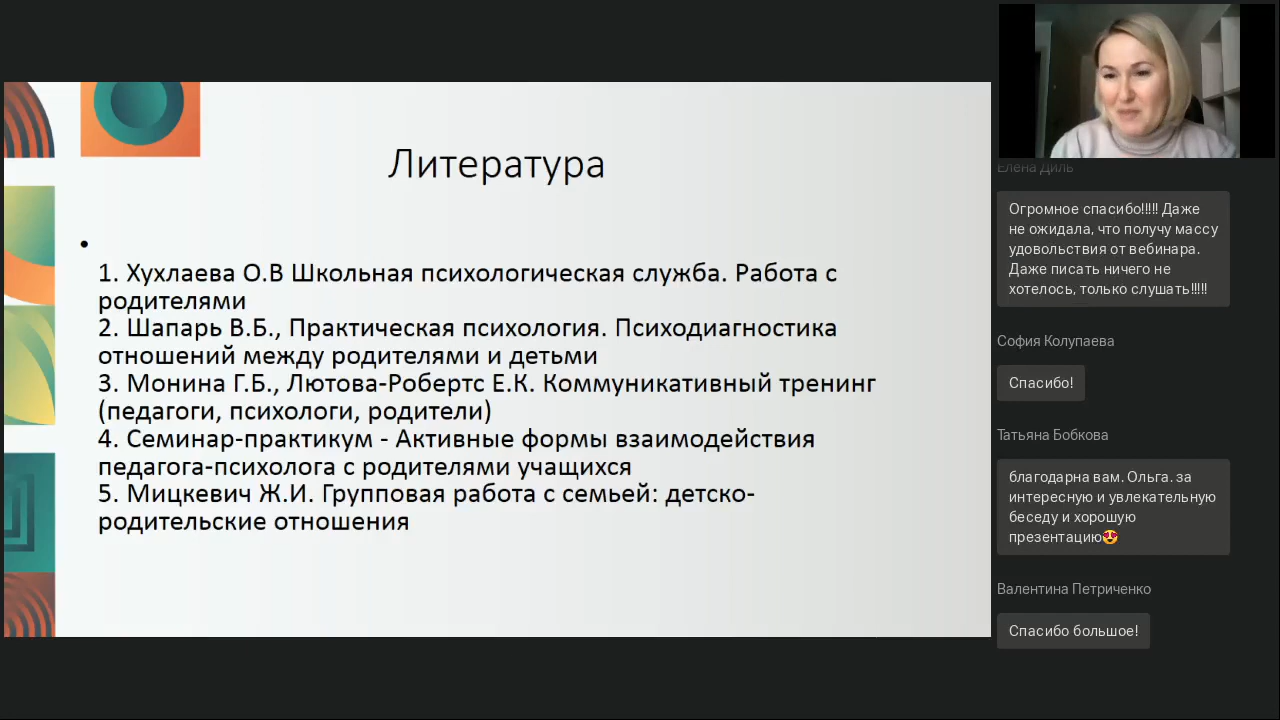 Литература
•
1. Хухлаева О.В Школьная психологическая служба. Работа с
родителями
2. Шапарь В.Б., Практическая психология. Психодиагностика
отношений между родителями и детьми
3. Монина Г.Б., Лютова-Робертс Е.К. Коммуникативный тренинг
(педагоги, психологи, родители)
4. Семинар-практикум - Активные формы взаимодействия
педагога-психолога с родителями учащихся
5. Мицкевич Ж.И. Групповая работа с семьей: детско-
родительские отношения
Елена Диль
Огромное спасибо!!!!! Даже
не ожидала, что получу массу
удовольствия от вебинара.
Даже писать ничего не
хотелось, только слушать!!!!!
София Колупаева
Спасибо!
Татьяна Бобкова
благодарна вам. Ольга. за
интересную и увлекательную
беседу и хорошую
презентацию😍
Валентина Петриченко
Спасибо большое!